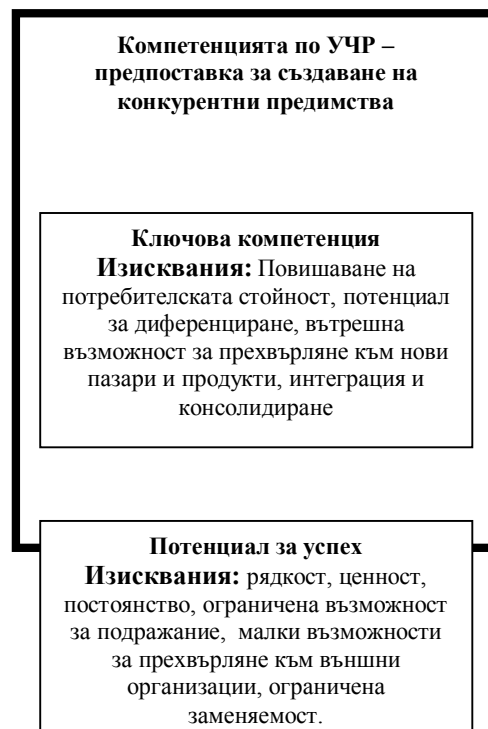 Компетенцията по УЧР –
предпоставка за създаване на
конкурентни предимства
Ключова компетенция
Изисквания: Повишаване на
потребителската стойност, потенциал
за диференциране, вътрешна
възможност за прехвърляне към нови
пазари и продукти, интеграция и
консолидиране
Потенциал за успех
Изисквания: рядкост, ценност,
постоянство, ограничена възможност
за подражание, малки възможности
за прехвърляне към външни
организации, ограничена
заменяемост.